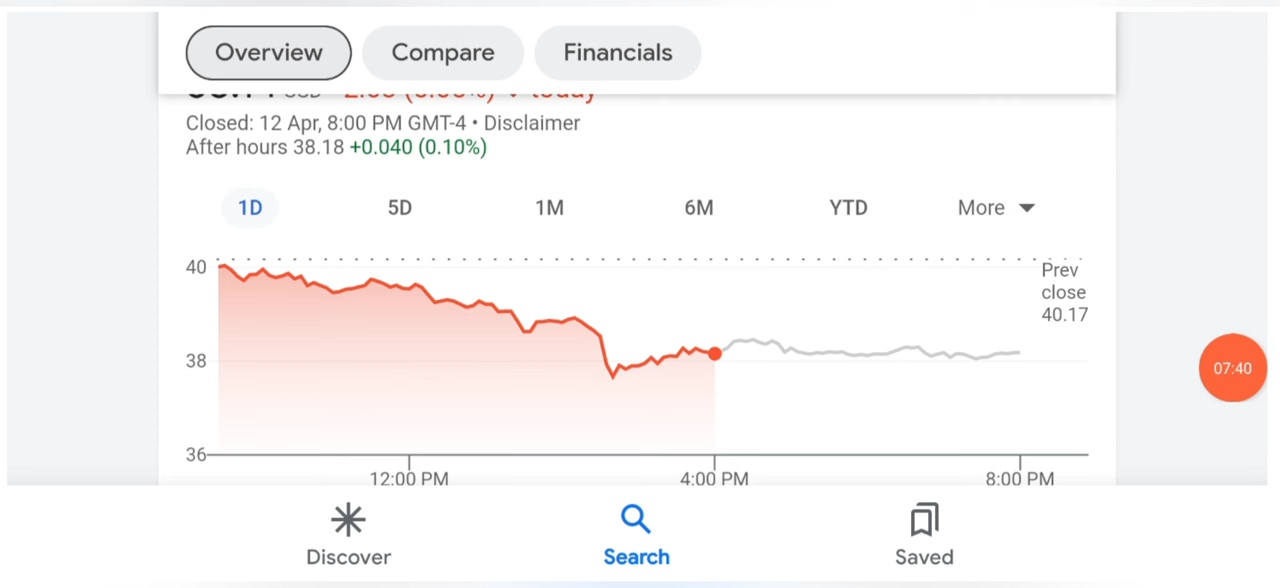 Overview Compare Financials
today
Closed: 12 Apr, 8:00 PM GMT-4 • Disclaimer
After hours 38.18 +0.040 (0.10%)
1D 5D 1M 6M YTD More
40
Prev
close
40.17
38
07:40
36
12:00 PM 4:00 PM 8:00 PM
Discover Search Saved